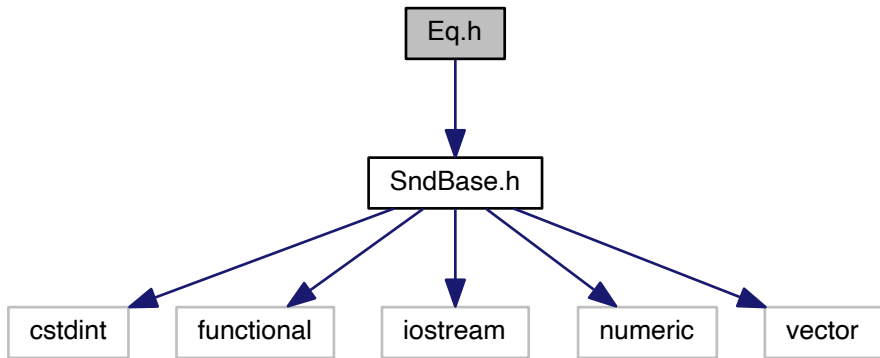 Eq.h
SndBase.h
cstdint
functional
iostream
numeric
vector